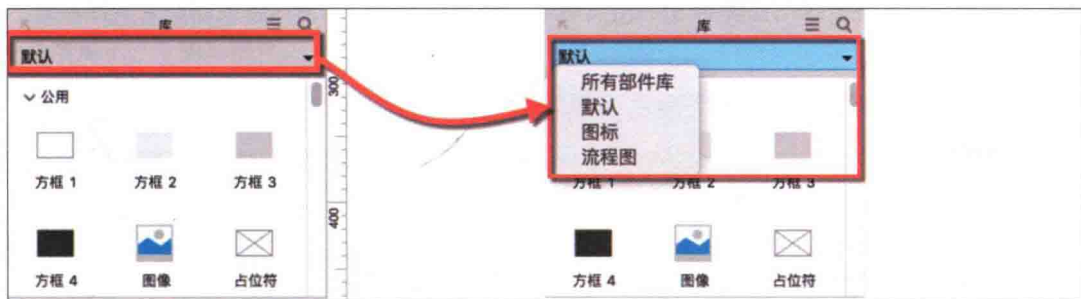 库
默认
公用
方框 1 方框 2 方框 3
方框 4 图像 占位符
300
400
库
默认
所有部件库
默认
图标
流程图
方框 1 方框 2 方框 3
方框 4 图像 占位符